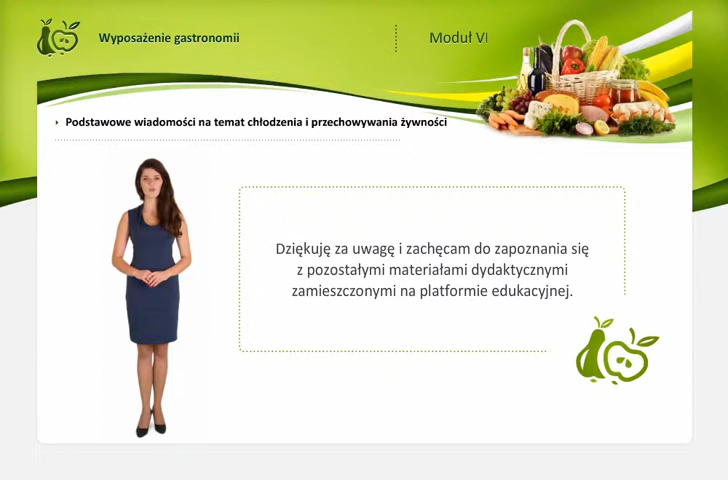 Wyposażenie gastronomii
Moduł VI
Podstawowe wiadomości na temat chłodzenia i przechowywania żywności
Dziękuję za uwagę i zachęcam do zapoznania się
z pozostałymi materiałami dydaktycznymi
zamieszczonymi na platformie edukacyjnej.